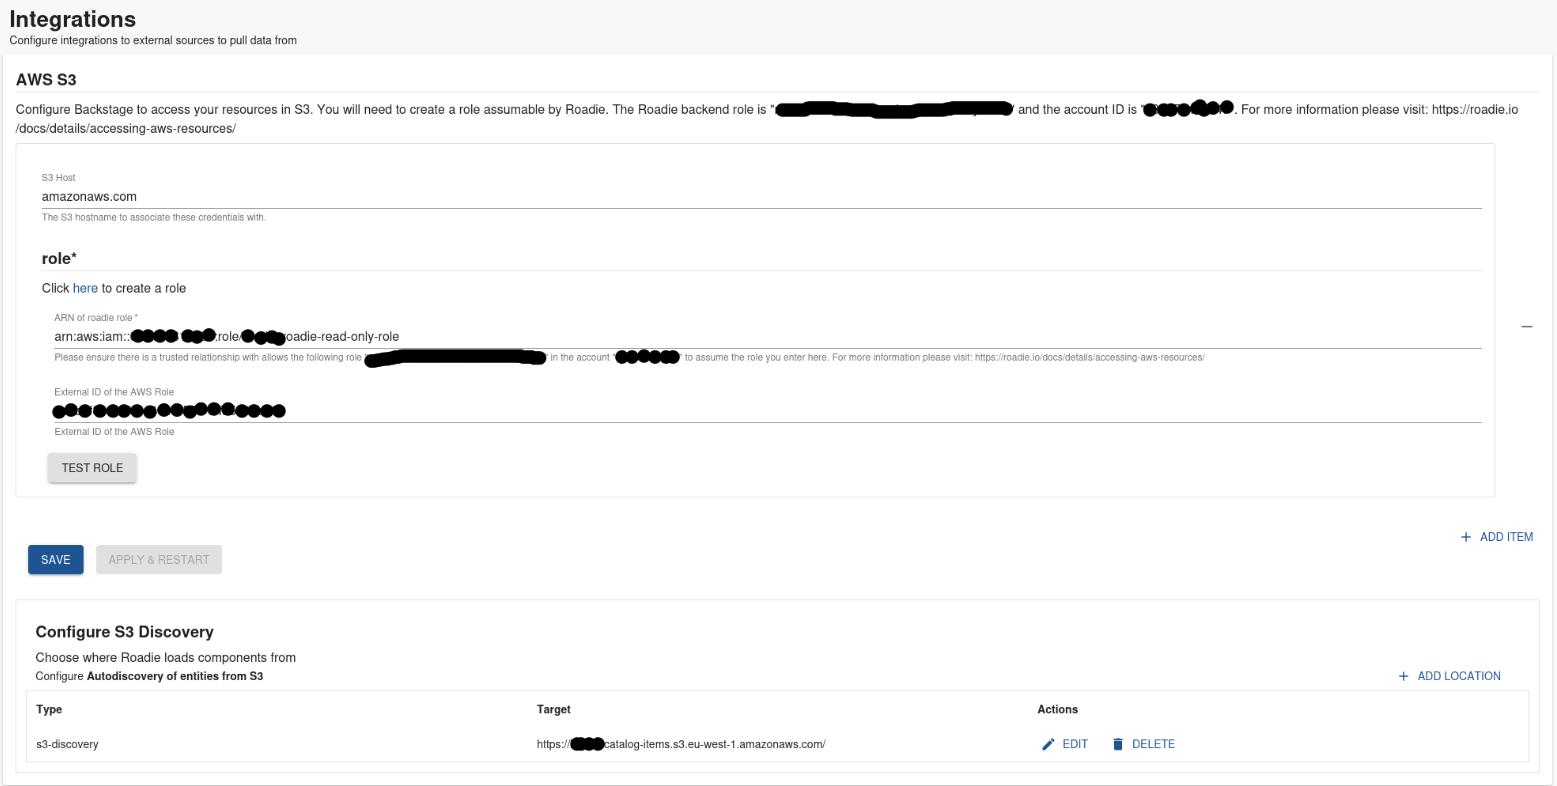 Integrations
Configure integrations to external sources to pull data from
AWS S3
Configure Backstage to access your resources in S3. You will need to create a role assumable by Roadie. The Roadie backend role is " ' and the account ID is " . For more information please visit: https://roadie.io
/docs/details/accessing-aws-resources/
S3 Host
amazonaws.com
The S3 hostname to associate these credentials with.
role*
Click here to create a role
ARN of roadie role *
arn:aws:iam:: :role/ roadie-read-only-role
Please ensure there is a trusted relationship with allows the following role ' ' in the account " " to assume the role you enter here. For more information please visit: https://roadie.io/docs/details/accessing-aws-resources/
External ID of the AWS Role
External ID of the AWS Role
TEST ROLE
+ ADD ITEM
SAVE APPLY & RESTART
Configure S3 Discovery
Choose where Roadie loads components from
Configure Autodiscovery of entities from S3
+ ADD LOCATION
Type Target Actions
s3-discovery https:// catalog-items.s3.eu-west-1.amazonaws.com/ EDIT DELETE